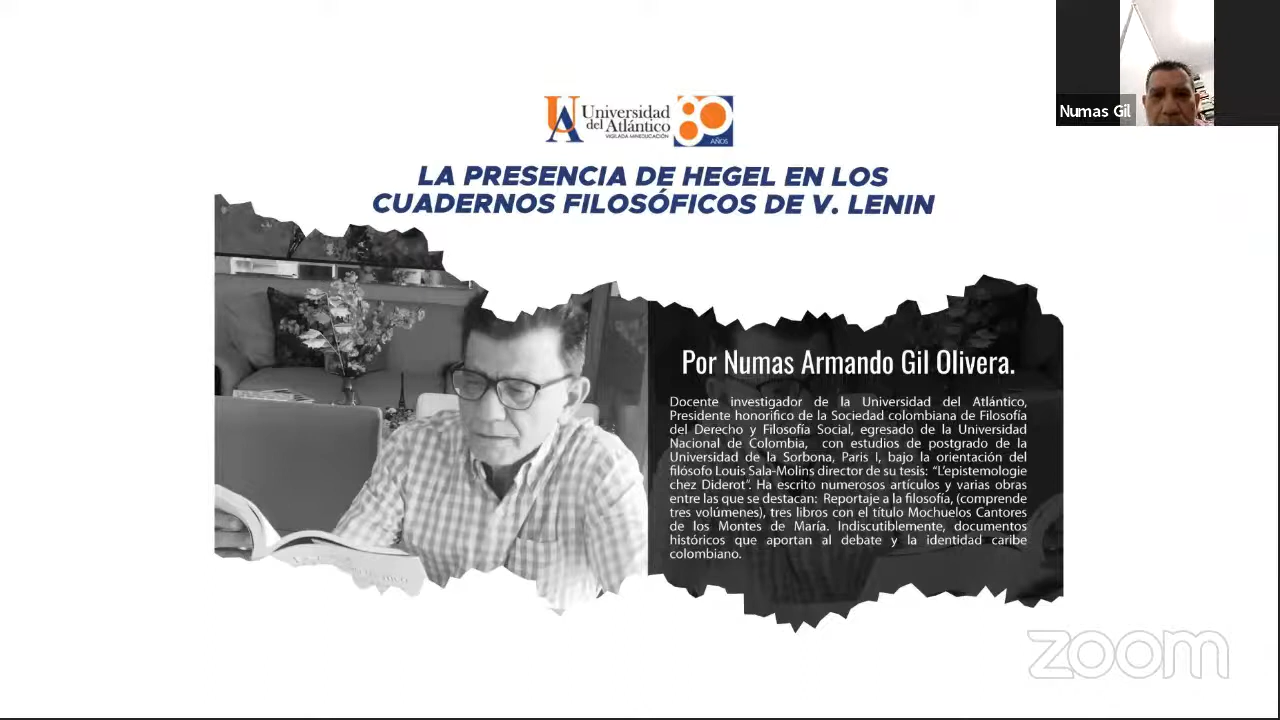 Numas Gil
Universidad
del Atlántico
VIGILADA MINEDUCACIÓN
80
AÑOS
LA PRESENCIA DE HEGEL EN LOS
CUADERNOS FILOSÓFICOS DE V. LENIN
Por Numas Armando Gil Olivera.
Docente investigador de la Universidad del Atlántico,
Presidente honorífico de la Sociedad colombiana de Filosofía
del Derecho y Filosofía Social, egresado de la Universidad
Nacional de Colombia, con estudios de postgrado de la
Universidad de la Sorbona, Paris I, bajo la orientación del
filósofo Louis Sala-Molins director de su tesis: “L’epistemologie
chez Diderot”. Ha escrito numerosos artículos y varias obras
entre las que se destacan: Reportaje a la filosofía, (comprende
tres volúmenes), tres libros con el título Mochuelos Cantores
de los Montes de María. Indiscutiblemente, documentos
históricos que aportan al debate y la identidad caribe
colombiano.
zoom